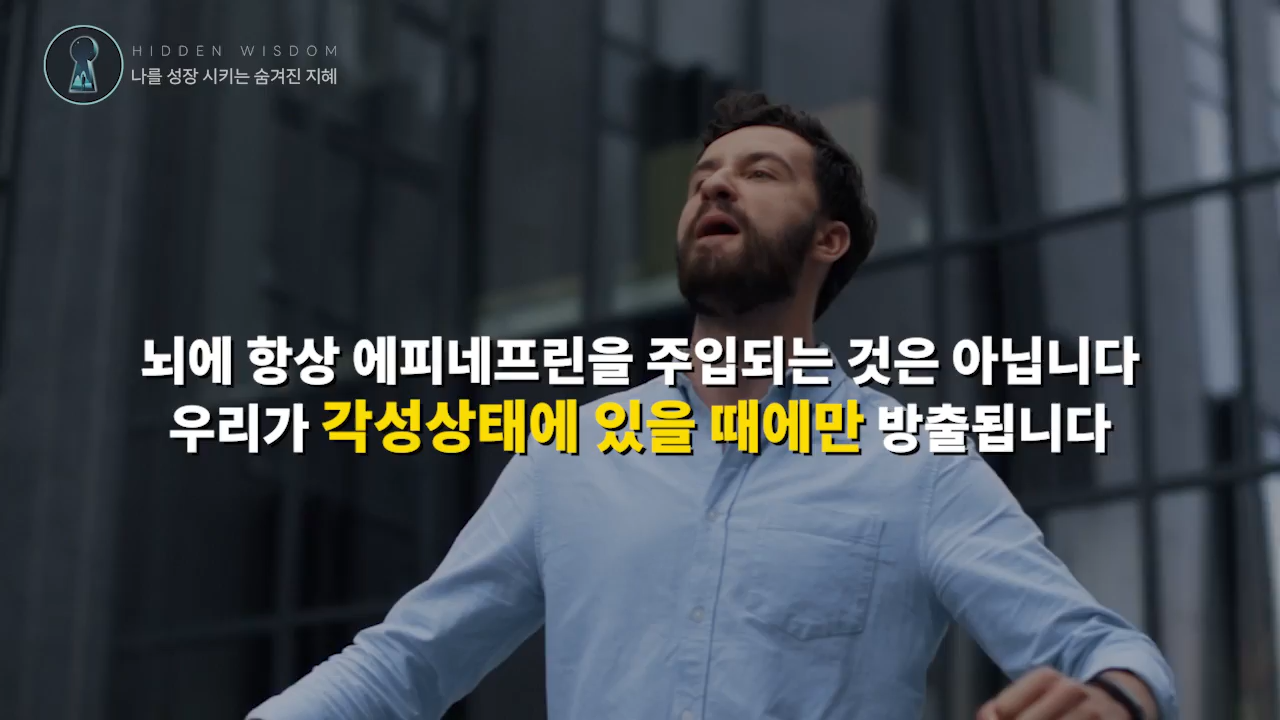 HIDDEN WISDOM
나를 성장 시키는 숨겨진 지혜
뇌에 항상 에피네프린을 주입되는 것은 아닙니다
우리가 각성상태에 있을 때에만 방출됩니다